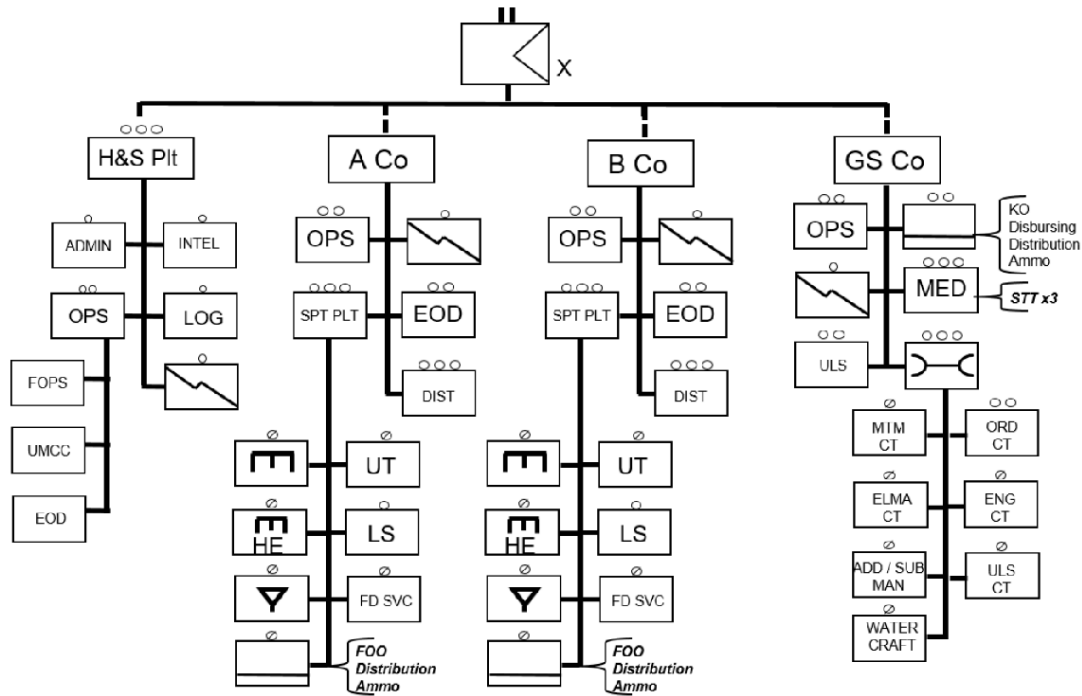 X
H&S Plt
A Co
B Co
GS Co
ADMIN
INTEL
OPS
LOG
FOPS
UMCC
EOD
OPS
SPT PLT
EOD
DIST
UT
HE
LS
FD SVC
FOO
Distribution
Ammo
OPS
SPT PLT
EOD
DIST
UT
HE
LS
FD SVC
FOO
Distribution
Ammo
OPS
KO
Disbursing
Distribution
Ammo
MED
STT x3
ULS
MTM
CT
ORD
CT
ELMA
CT
ENG
CT
ADD / SUB
MAN
ULS
CT
WATER
CRAFT